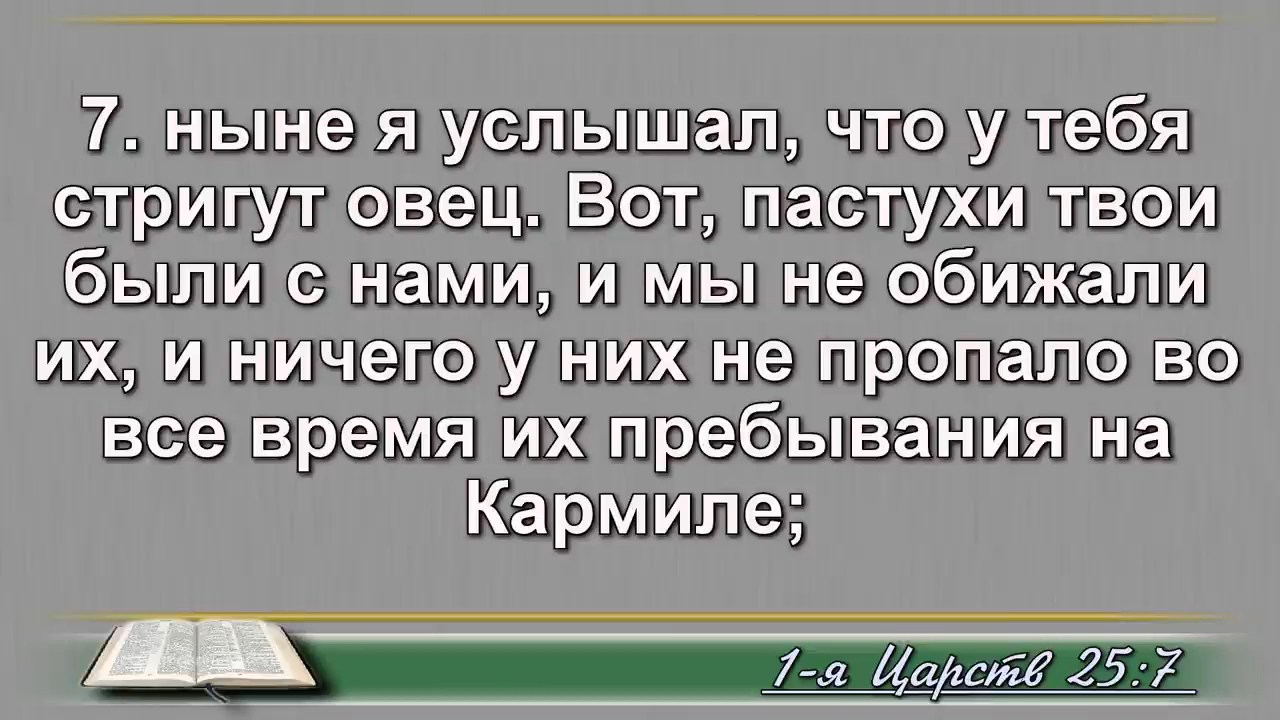 7. ныне я услышал, что у тебя
стригут овец. Вот, пастухи твои
были с нами, и мы не обижали
их, и ничего у них не пропало во
все время их пребывания на
Кармиле;
1-я Царств 25:7